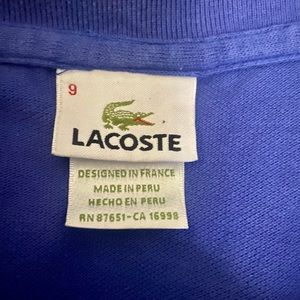 9
LACOSTE
DESIGNED IN FRANCE
MADE IN PERU
HECHO EN PERU
RN 87651-CA 16998